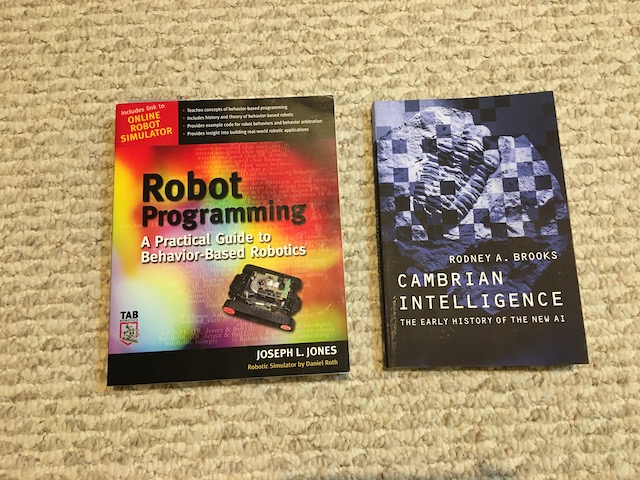 Includes link to
ONLINE
ROBOT
SIMULATOR
- Teaches concepts of behavior-based programming
- Includes history and theory of behavior-based robots
- Provides example code for robot behaviors and behavior arbitration
- Provides insight into building real-world robotic applications
Robot
Programming
A Practical Guide to
Behavior-Based Robotics
TAB
JOSEPH L. JONES
Robotic Simulator by Daniel Roth
RODNEY A. BROOKS
CAMBRIAN
INTELLIGENCE
THE EARLY HISTORY OF THE NEW AI